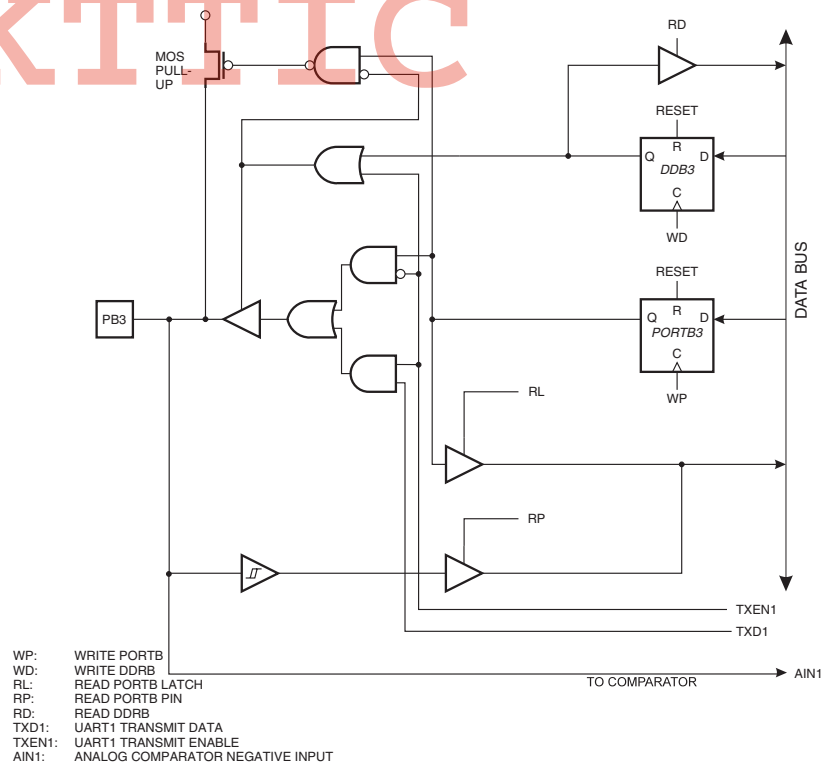 KTTIC
RD
MOS
PULL-
UP
RESET
R
Q
D
DDB3
C
WD
RESET
R
Q
D
PORTB3
C
WP
DATA BUS
PB3
RL
RP
TXEN1
TXD1
TO COMPARATOR
AIN1
WP: WRITE PORTB
WD: WRITE DDRB
RL: READ PORTB LATCH
RP: READ PORTB PIN
RD: READ DDRB
TXD1: UART1 TRANSMIT DATA
TXEN1: UART1 TRANSMIT ENABLE
AIN1: ANALOG COMPARATOR NEGATIVE INPUT